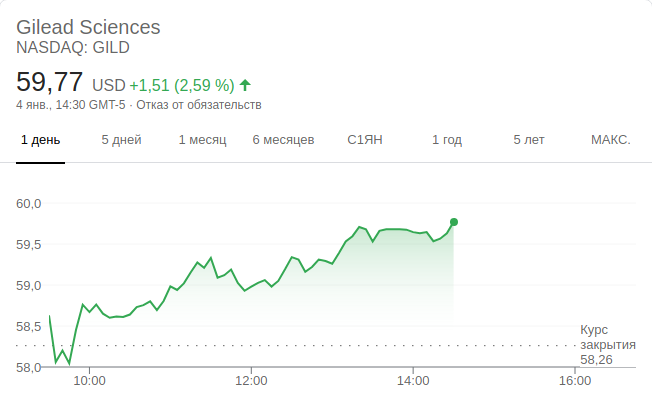 Gilead Sciences
NASDAQ: GILD
59,77 USD +1,51 (2,59 %)
4 янв., 14:30 GMT-5 · Отказ от обязательств
1 день 5 дней 1 месяц 6 месяцев С1ЯН 1 год 5 лет МАКС.
60,0
59,5
59,0
58,5
Курс
закрытия
58,26
58,0
10:00 12:00 14:00 16:00